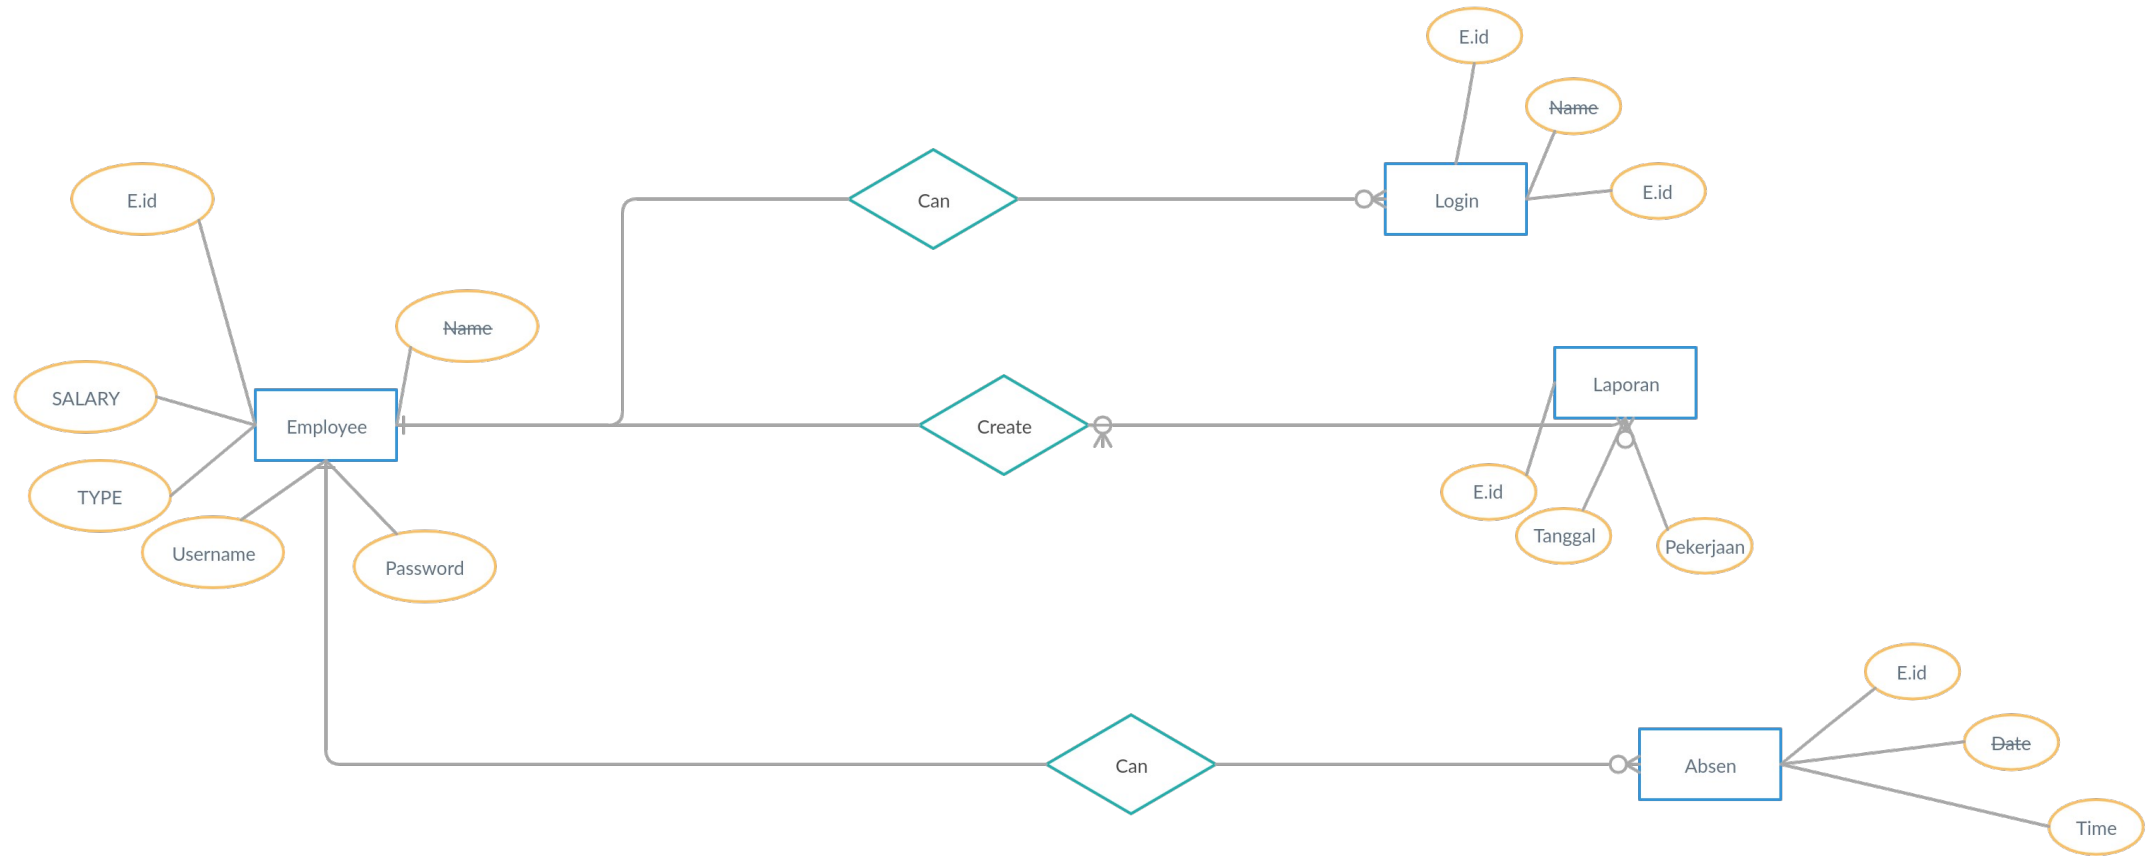 E.id
Name
E.id
Can
Login
E.id
Name
Laporan
SALARY
Employee
Create
TYPE
E.id
Username
Password
Tanggal
Pekerjaan
E.id
Date
Can
Absen
Time